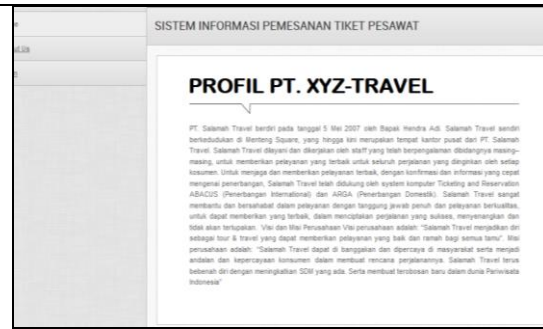 ut Us
SISTEM INFORMASI PEMESANAN TIKET PESAWAT
PROFIL PT. XYZ-TRAVEL
PT. Salamah Travel berdiri pada tanggal 5 Mei 2007 oleh Bapak Hendra Adi. Salamah Travel sendiri
berkedudukan di Menteng Square, yang hingga kini merupakan tempat kantor pusat dari PT. Salamah
Travel. Salamah Travel dilayani dan dikerjakan oleh staff yang telah berpengalaman dibidangnya masing-
masing, untuk memberikan pelayanan yang terbaik untuk seluruh perjalanan yang diinginkan oleh setiap
kosumen. Untuk menjaga dan memberikan pelayanan terbaik, dengan konfirmasi dan informasi yang cepat
mengenai penerbangan, Salamah Travel telah didukung oleh system komputer Ticketing and Reservation
ABACUS (Penerbangan International) dan ARGA (Penerbangan Domestik). Salamah Travel sangat
membantu dan bersahabat dalam pelayanan dengan tanggung jawab penuh dan pelayanan berkualitas,
untuk dapat memberikan yang terbaik, dalam menciptakan perjalanan yang sukses, menyenangkan dan
tidak akan terlupakan. Visi dan Misi Perusahaan Visi perusahaan adalah: "Salamah Travel menjadikan diri
sebagai tour & travel yang dapat memberikan pelayanan yang baik dan ramah bagi semua tamu". Misi
perusahaan adalah: "Salamah Travel dapat di banggakan dan dipercaya di masyarakat serta menjadi
andalan dan kepercayaan konsumen dalam membuat rencana perjalanannya. Salamah Travel terus
bebenah diri dengan meningkatkan SDM yang ada. Serta membuat terobosan baru dalam dunia Pariwisata
Indonesia"